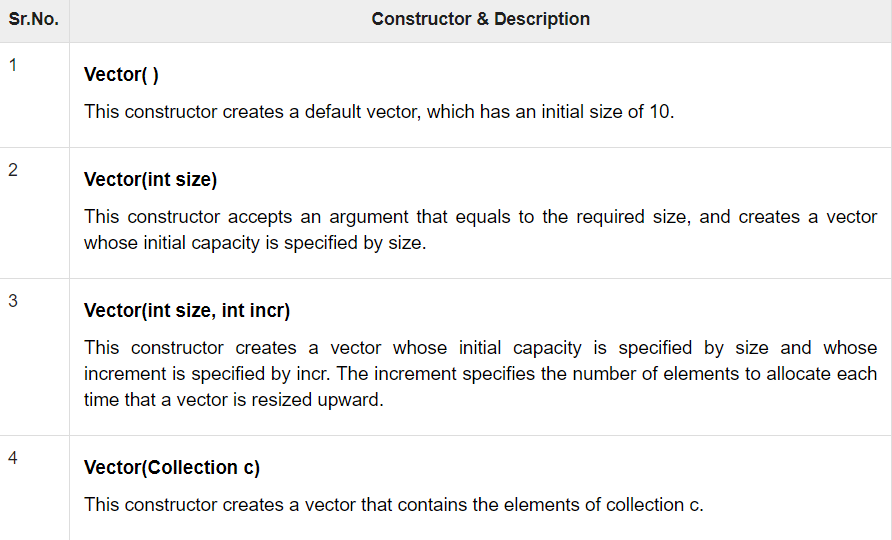 Sr.No. Constructor & Description
1
Vector( )
This constructor creates a default vector, which has an initial size of 10.
2
Vector(int size)
This constructor accepts an argument that equals to the required size, and creates a vector
whose initial capacity is specified by size.
3
Vector(int size, int incr)
This constructor creates a vector whose initial capacity is specified by size and whose
increment is specified by incr. The increment specifies the number of elements to allocate each
time that a vector is resized upward.
4
Vector(Collection c)
This constructor creates a vector that contains the elements of collection c.